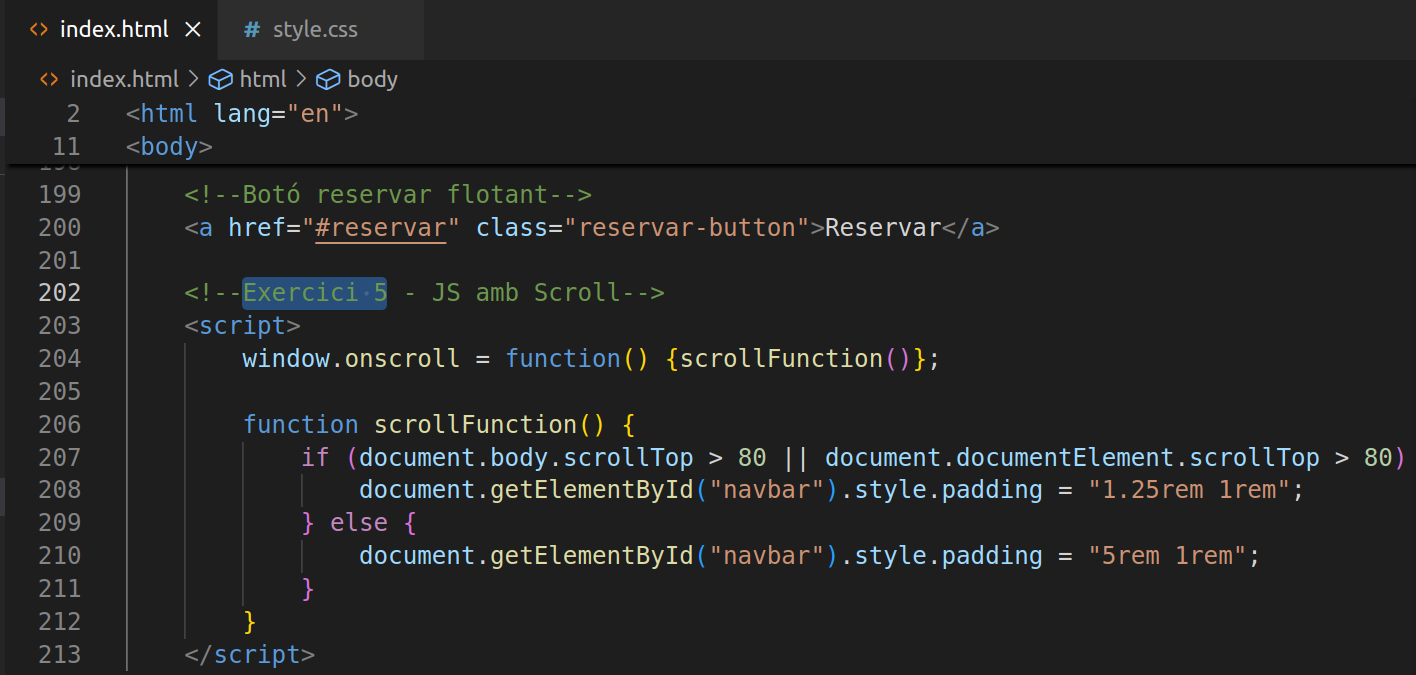 index.html
# style.css
index.html > html > body
2 <html lang="en">
11 <body>
199 <!--Botó reservar flotant-->
200 <a href="#reservar" class="reservar-button">Reservar</a>
201
202 <!--Exercici 5 - JS amb Scroll-->
203 <script>
204 window.onscroll = function() {scrollFunction()};
205
206 function scrollFunction() {
207 if (document.body.scrollTop > 80 || document.documentElement.scrollTop > 80)
208 document.getElementById("navbar").style.padding = "1.25rem 1rem";
209 } else {
210 document.getElementById("navbar").style.padding = "5rem 1rem";
211 }
212 }
213 </script>